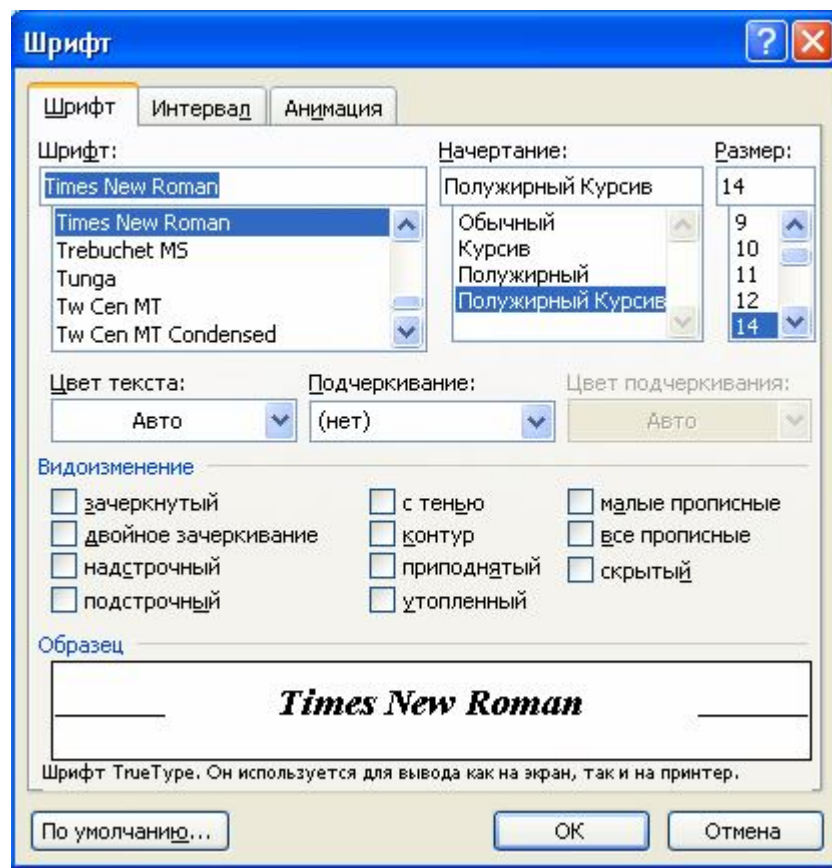 Шрифт
Шрифт Интервал Анимация
Шрифт: Начертание: Размер:
Times New Roman Полужирный Курсив 14
Times New Roman Обычный 9
Trebuchet MS Курсив 10
Tunga Полужирный 11
Tw Cen MT Полужирный Курсив 12
Tw Cen MT Condensed 14
Цвет текста: Подчеркивание: Цвет подчеркивания:
Авто (нет) Авто
Видоизменение
зачеркнутый с тенью малые прописные
двойное зачеркивание контур все прописные
надстрочный приподнятый скрытый
подстрочный утопленный
Образец
Times New Roman
Шрифт TrueType. Он используется для вывода как на экран, так и на принтер.
По умолчанию... ОК Отмена